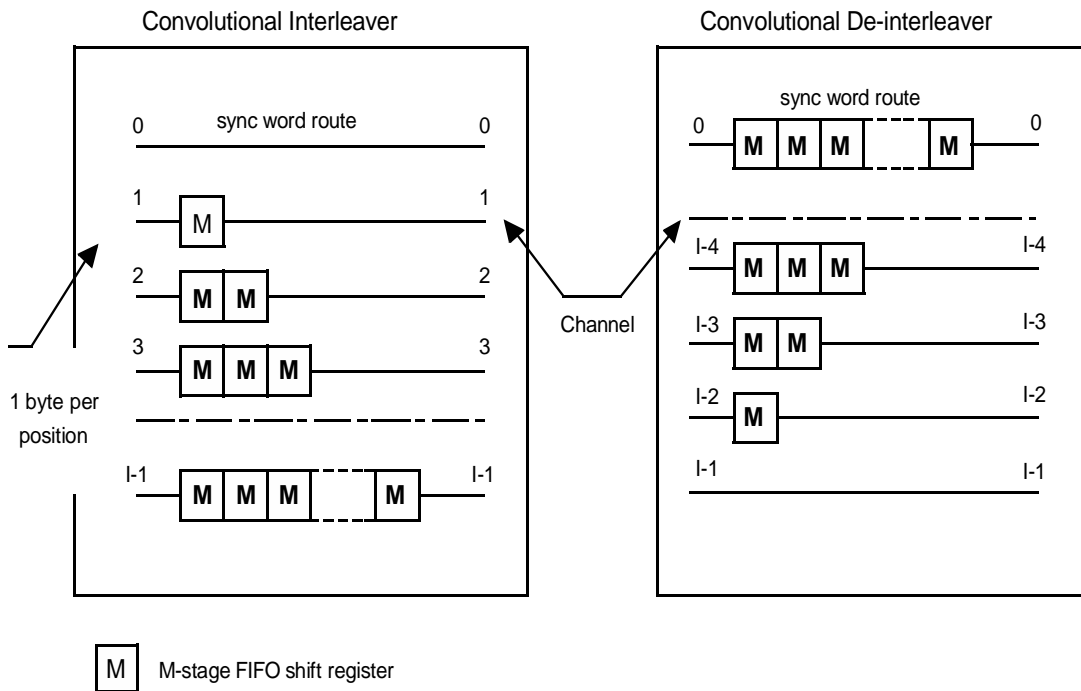 Convolutional Interleaver
0 sync word route 0
1 1
M
2 2
M M
3 3
M M M
I-1 I-1
M M M M
1 byte per
position
Channel
Convolutional De-interleaver
sync word route
0 0
M M M M
I-4 I-4
M M M
I-3 I-3
M M
I-2 I-2
M
I-1 I-1
M M-stage FIFO shift register